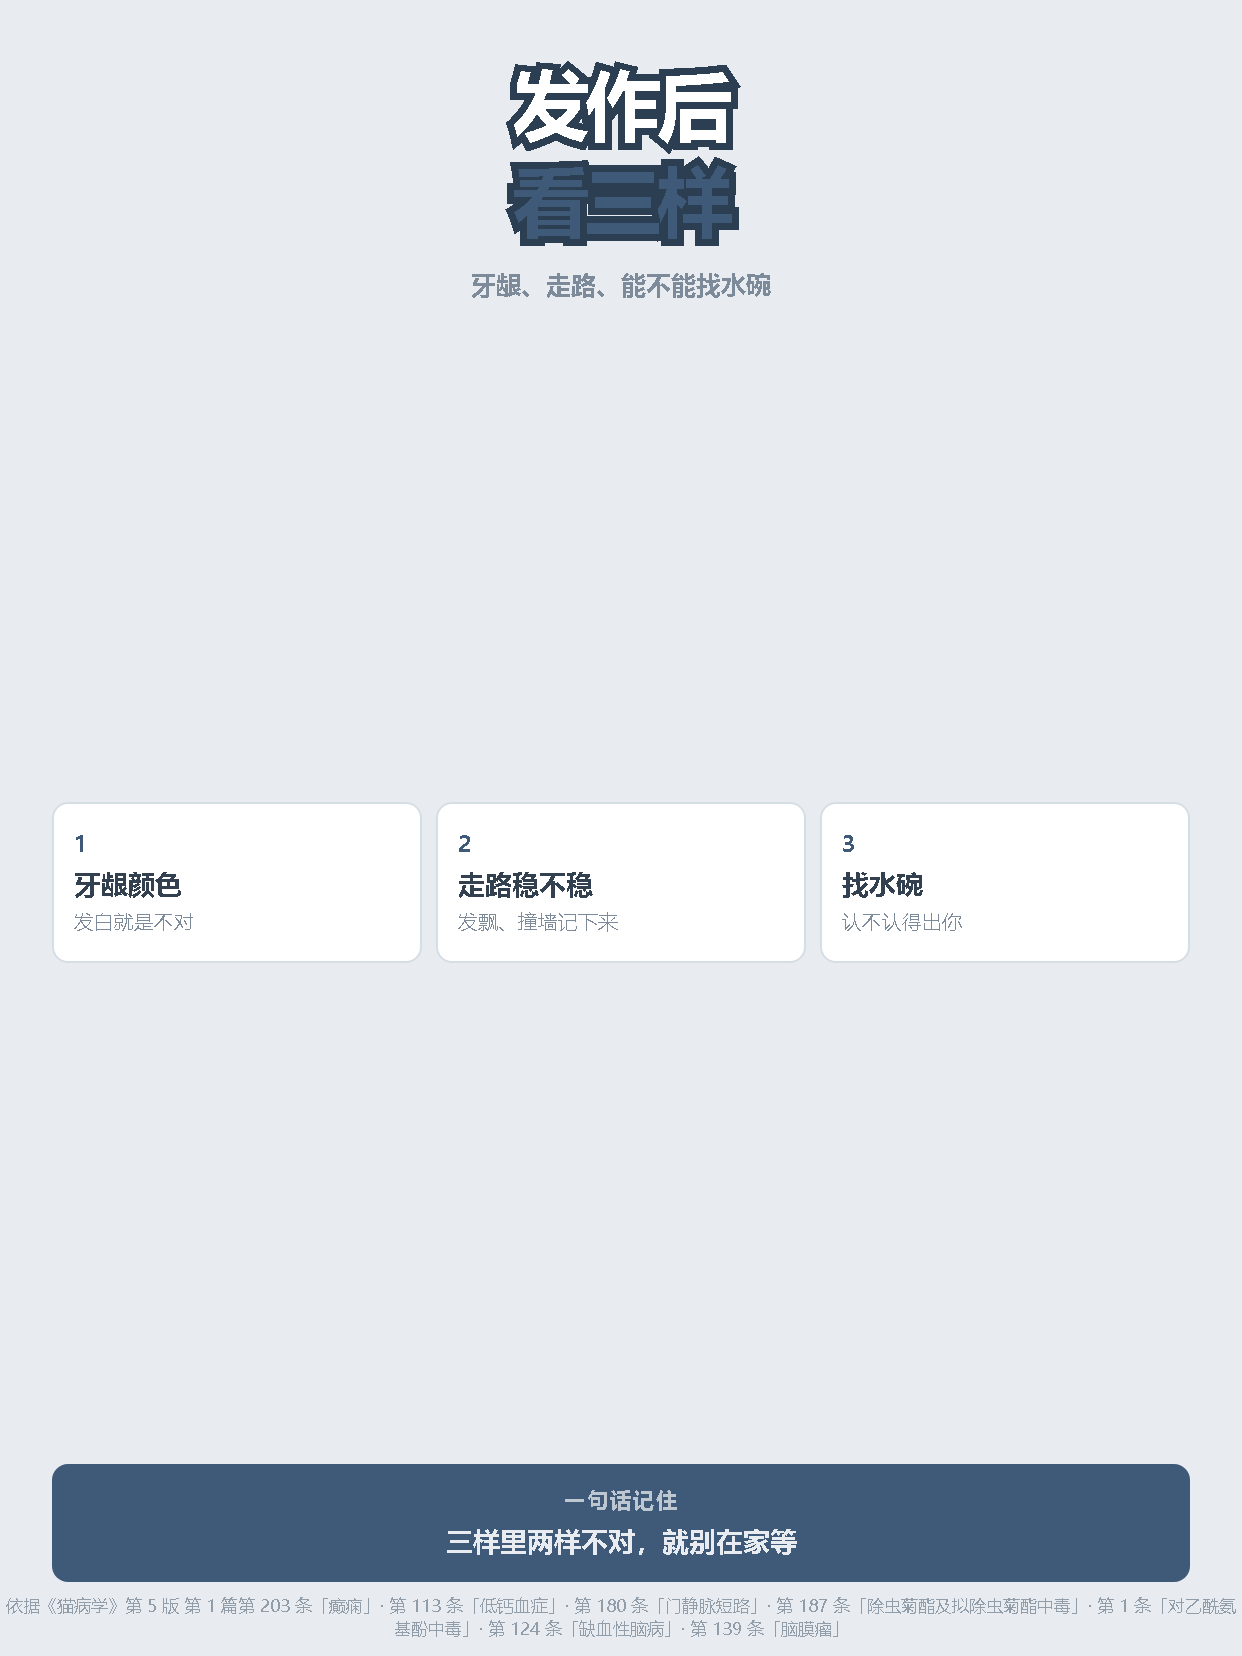 发作后
看三样
牙龈、走路、能不能找水碗
1
牙龈颜色
发白就是不对
2
走路稳不稳
发飘、撞墙记下来
3
找水碗
认不认得出你
一句话记住
三样里两样不对，就别在家等
依据《猫病学》第 5 版 第 1 篇第 203 条「癫痫」· 第 113 条「低钙血症」· 第 180 条「门静脉短路」· 第 187 条「除虫菊酯及拟除虫菊酯中毒」· 第 1 条「对乙酰氨
基酚中毒」· 第 124 条「缺血性脑病」· 第 139 条「脑膜瘤」